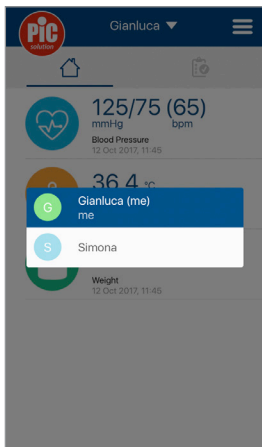 PiC
solution
Gianluca ▼
125/75 (65)
mmHg bpm
Blood Pressure
12 Oct 2017, 11:45
36.4 °C
G
Gianluca (me)
me
S
Simona
Weight
12 Oct 2017, 11:45